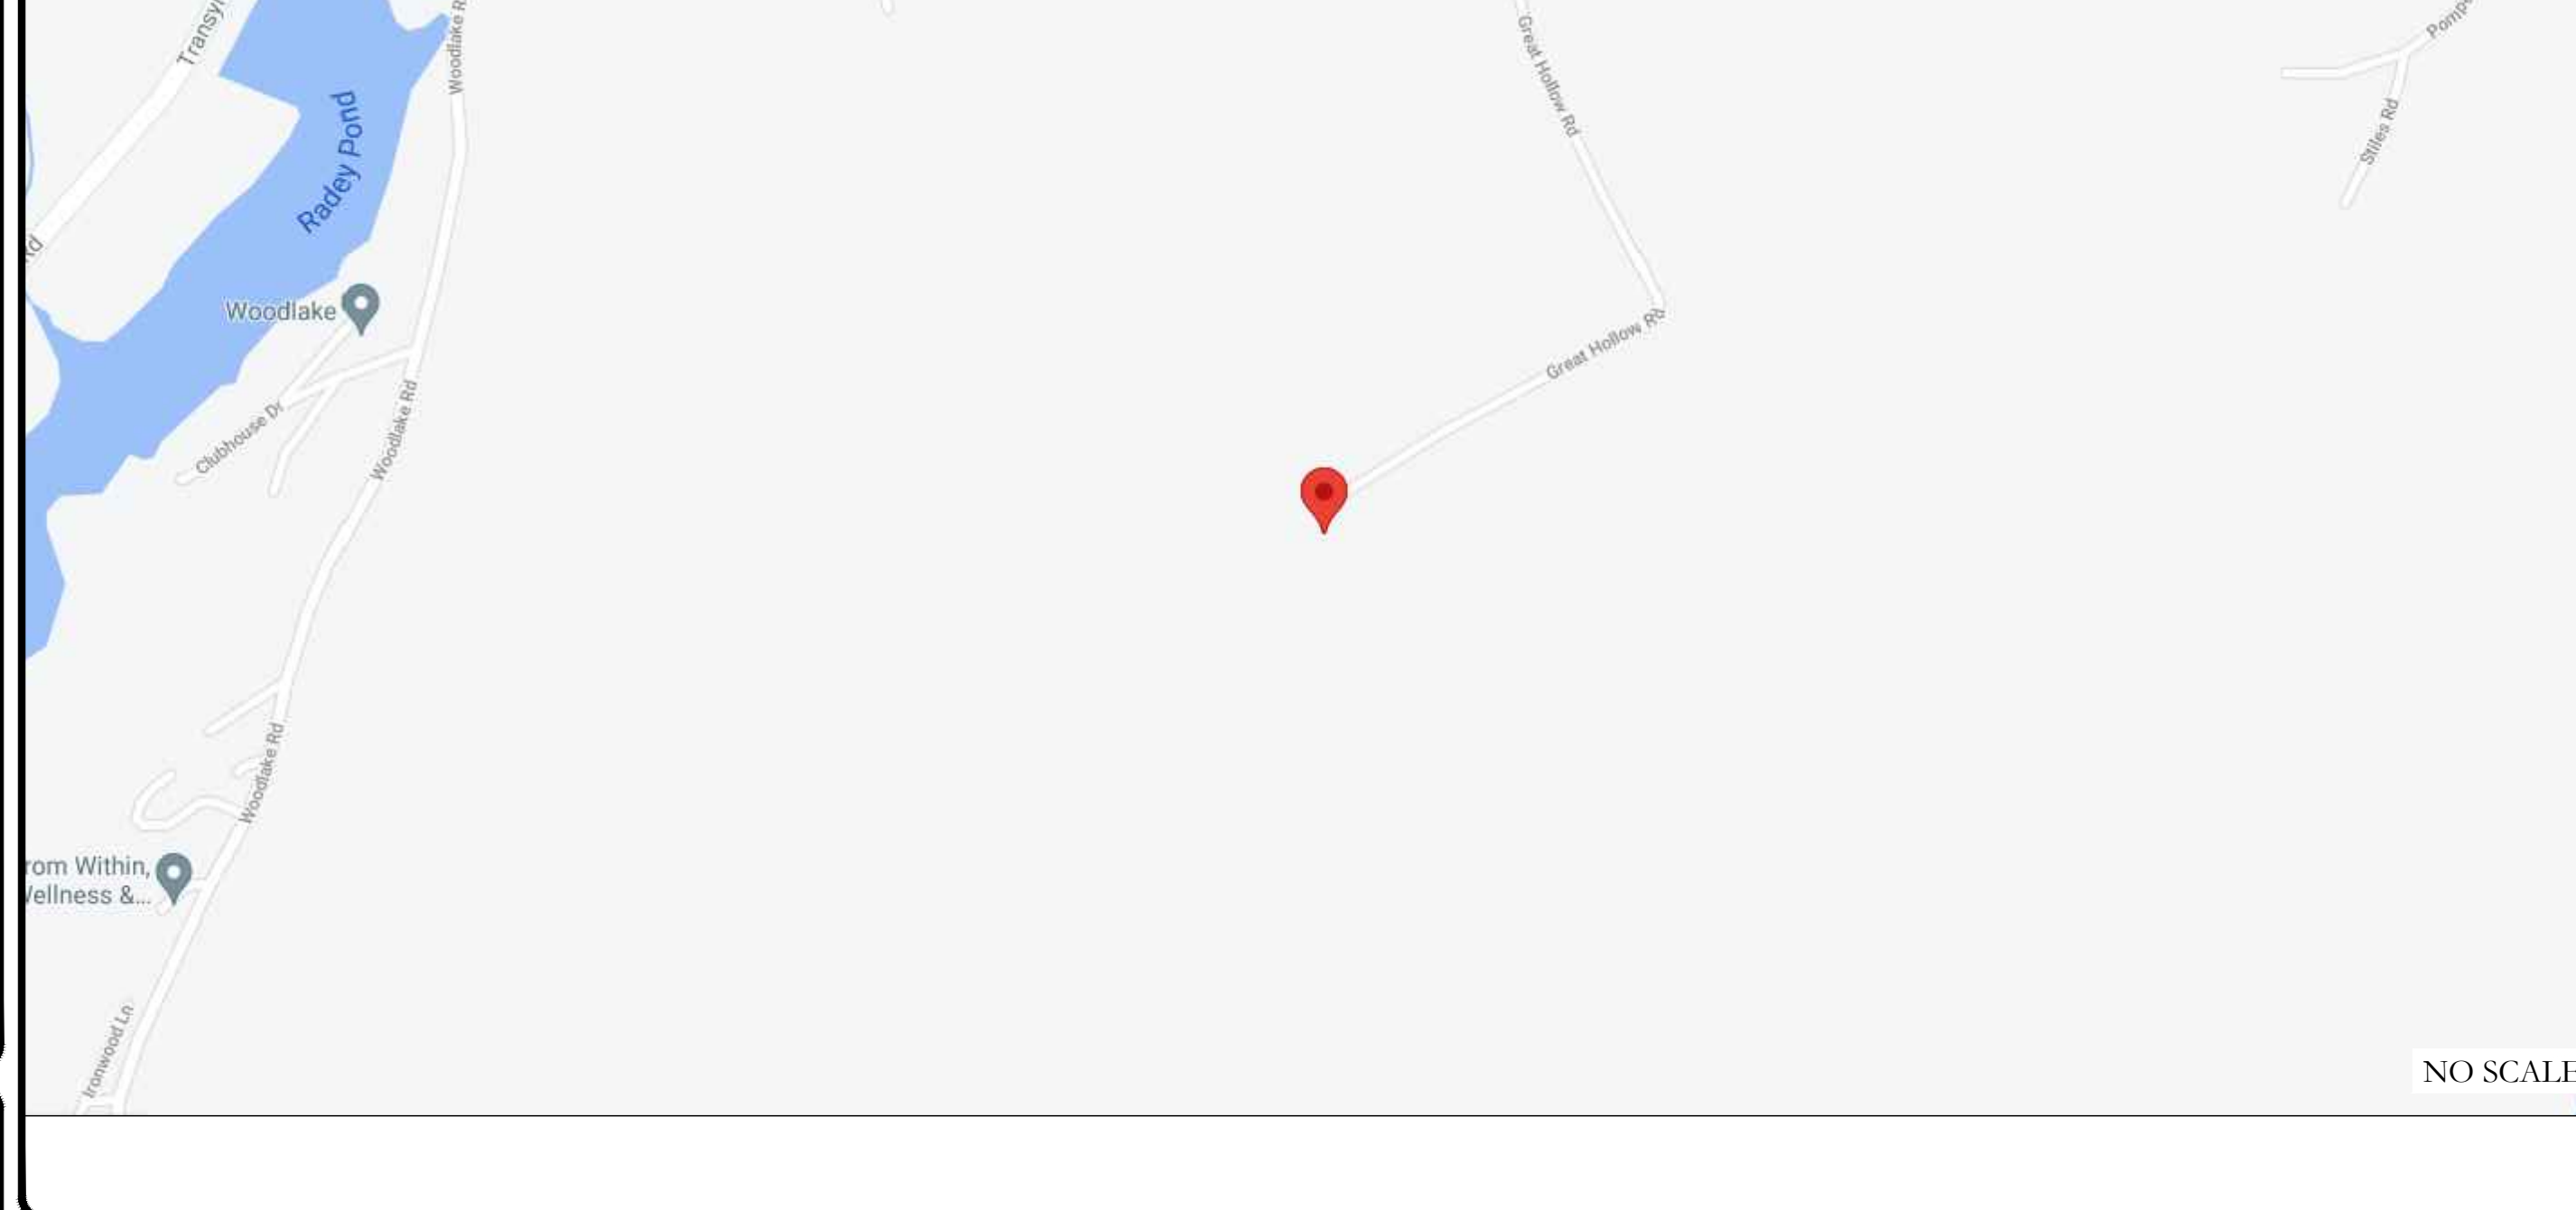 Woodlake
Great Hollow Rd
Stiles Rd
Radey Pond
Rd
Woodlake
Great Hollow Rd
Clubhouse Dr
Woodlake Rd
Woodlake Rd
rom Within,
ellness &...
Ironwood Ln
NO SCALE